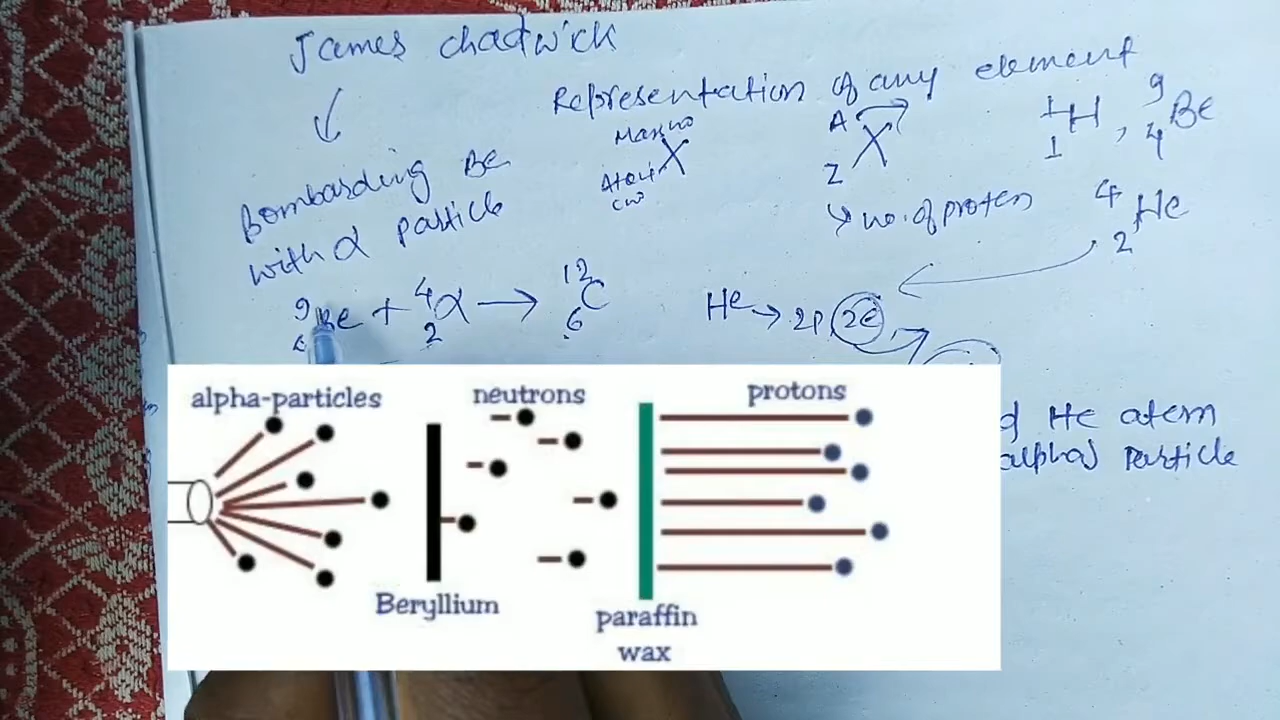 James chadwick
Representation of any element
Bombarding Be
with α particle
Mass no
X
Atomic
no
A
X
Z
→ no. of proton
1
H
1
, 9
Be
4
4
He
2
9
Be + 4
2 α → 12
6 C
He → 2P 2e
He atom
particle
alpha-particles
neutrons
protons
Beryllium
paraffin
wax